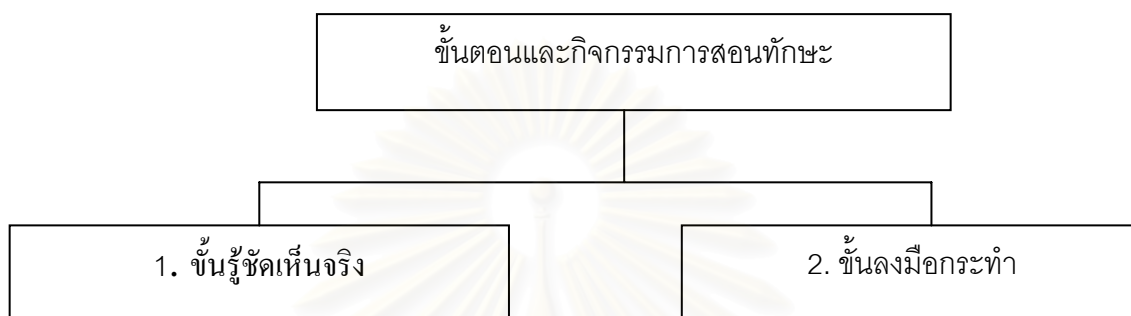 ขั้นตอนและกิจกรรมการสอนทักษะ
1. ขั้นรู้ชัดเห็นจริง
2. ขั้นลงมือกระทำ